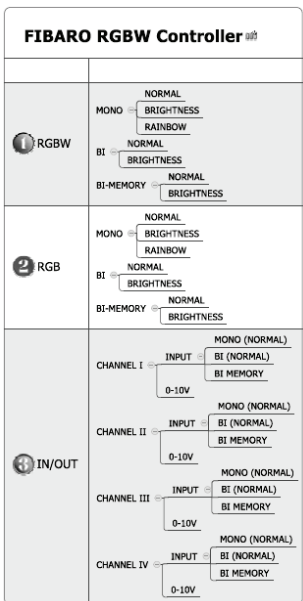 FIBARO RGBW Controller
1 RGBW
MONO
NORMAL
BRIGHTNESS
RAINBOW
BI
NORMAL
BRIGHTNESS
BI-MEMORY
NORMAL
BRIGHTNESS
2 RGB
MONO
NORMAL
BRIGHTNESS
RAINBOW
BI
NORMAL
BRIGHTNESS
BI-MEMORY
NORMAL
BRIGHTNESS
3 IN/OUT
CHANNEL I
INPUT
MONO (NORMAL)
BI (NORMAL)
BI MEMORY
0-10V
CHANNEL II
INPUT
MONO (NORMAL)
BI (NORMAL)
BI MEMORY
0-10V
CHANNEL III
INPUT
MONO (NORMAL)
BI (NORMAL)
BI MEMORY
0-10V
CHANNEL IV
INPUT
MONO (NORMAL)
BI (NORMAL)
BI MEMORY
0-10V